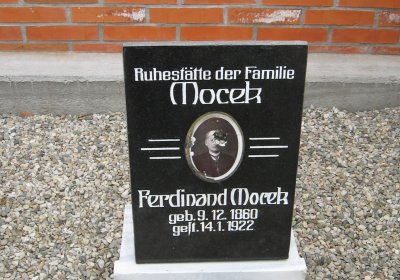 Ruhestätte der Familie
Mocek
Ferdinand Mocek
geb. 9. 12. 1860
gest. 14. 1. 1922